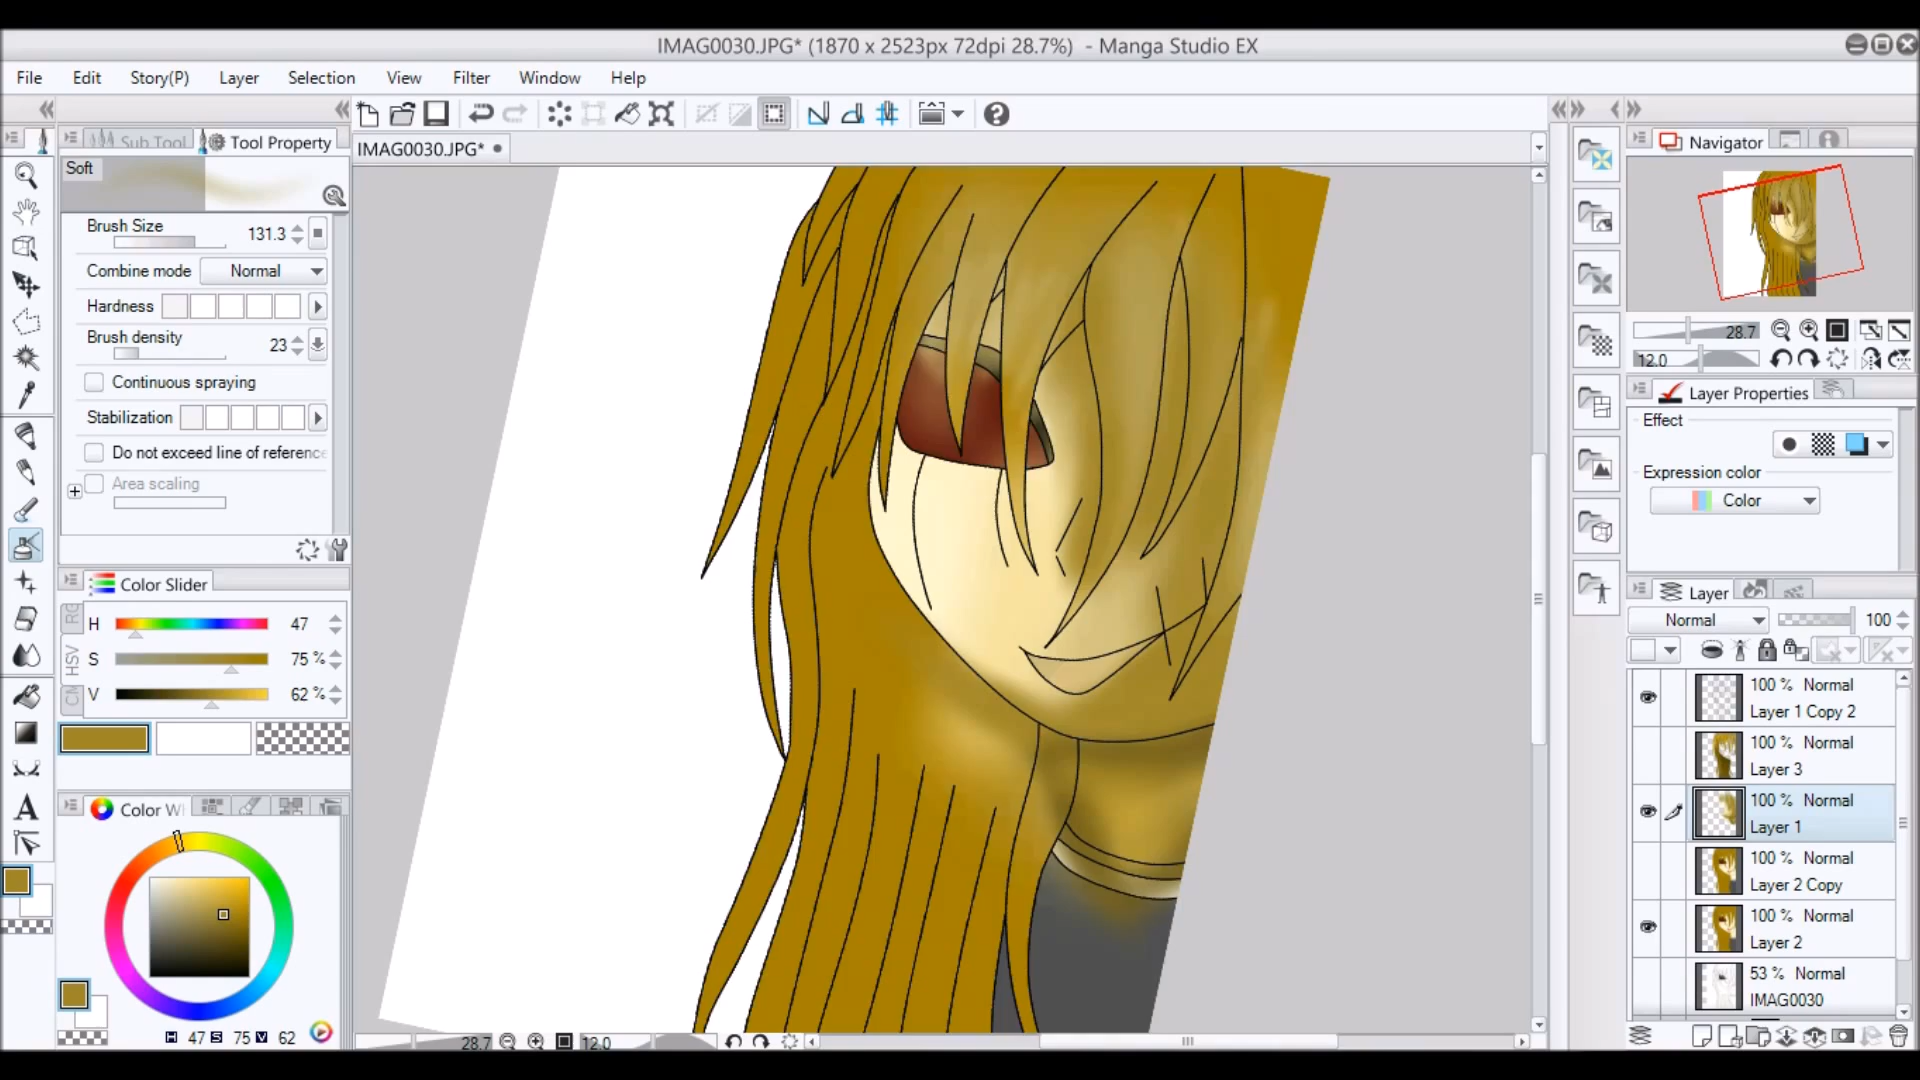 IMAG0030.JPG* (1870 x 2523px 72dpi 28.7%) - Manga Studio EX
File Edit Story(P) Layer Selection View Filter Window Help
Sub Tool Tool Property
IMAG0030.JPG*
Navigator
Soft
Brush Size 131.3
Combine mode Normal
Hardness
Brush density 23
Continuous spraying
Stabilization
Do not exceed line of reference
Area scaling
28.7
12.0
Layer Properties
Effect
Expression color
Color
Color Slider
H 47
S 75 %
V 62 %
HSV
Layer
Normal 100
100 % Normal
Layer 1 Copy 2
100 % Normal
Layer 3
100 % Normal
Layer 1
100 % Normal
Layer 2 Copy
100 % Normal
Layer 2
53 % Normal
IMAG0030
Color W
A
H 47 S 75 V 62
28.7 12.0